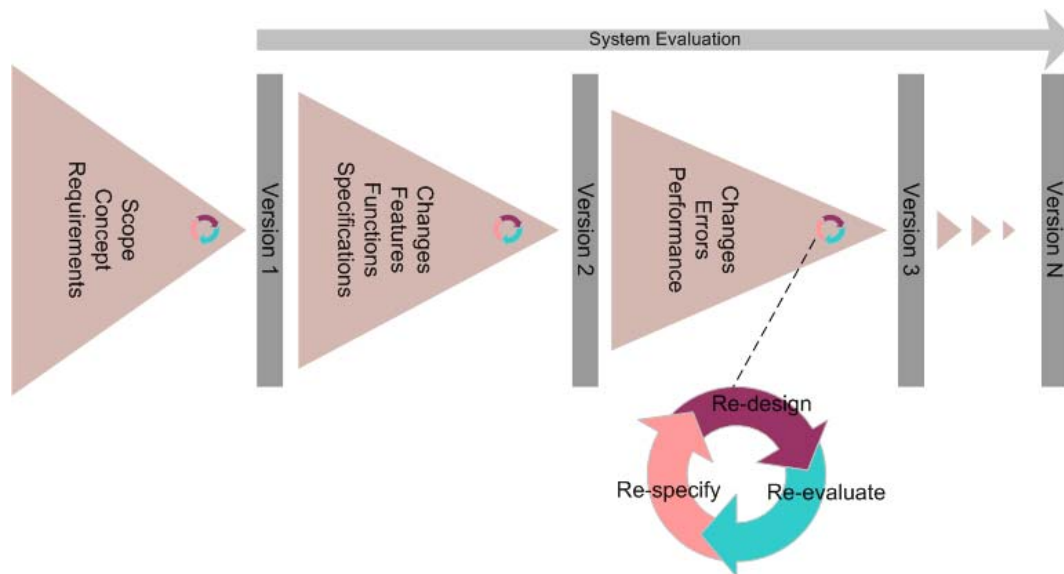 System Evaluation
Scope
Concept
Requirements
Version 1
Changes
Features
Functions
Specifications
Version 2
Changes
Errors
Performance
Version 3
Version N
Re-design
Re-specify
Re-evaluate